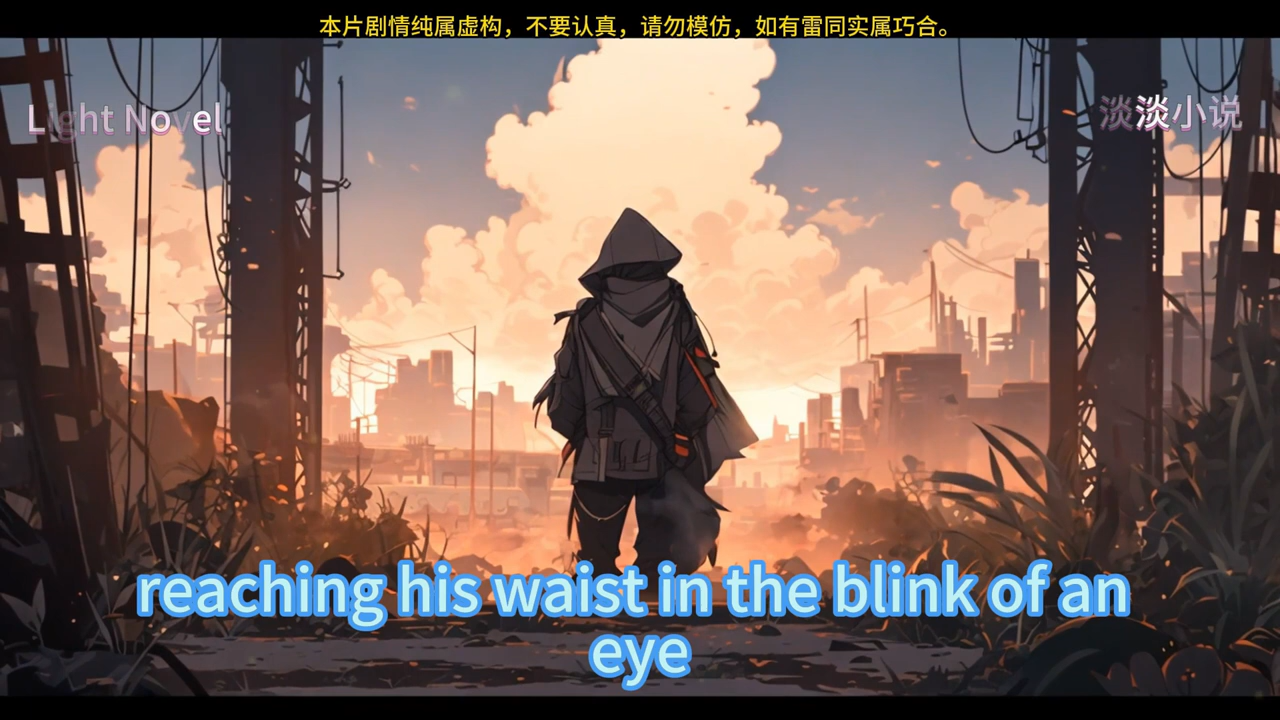 本片剧情纯属虚构，不要认真，请勿模仿，如有雷同实属巧合。
Light Novel
淡淡小说
reaching his waist in the blink of an
eye